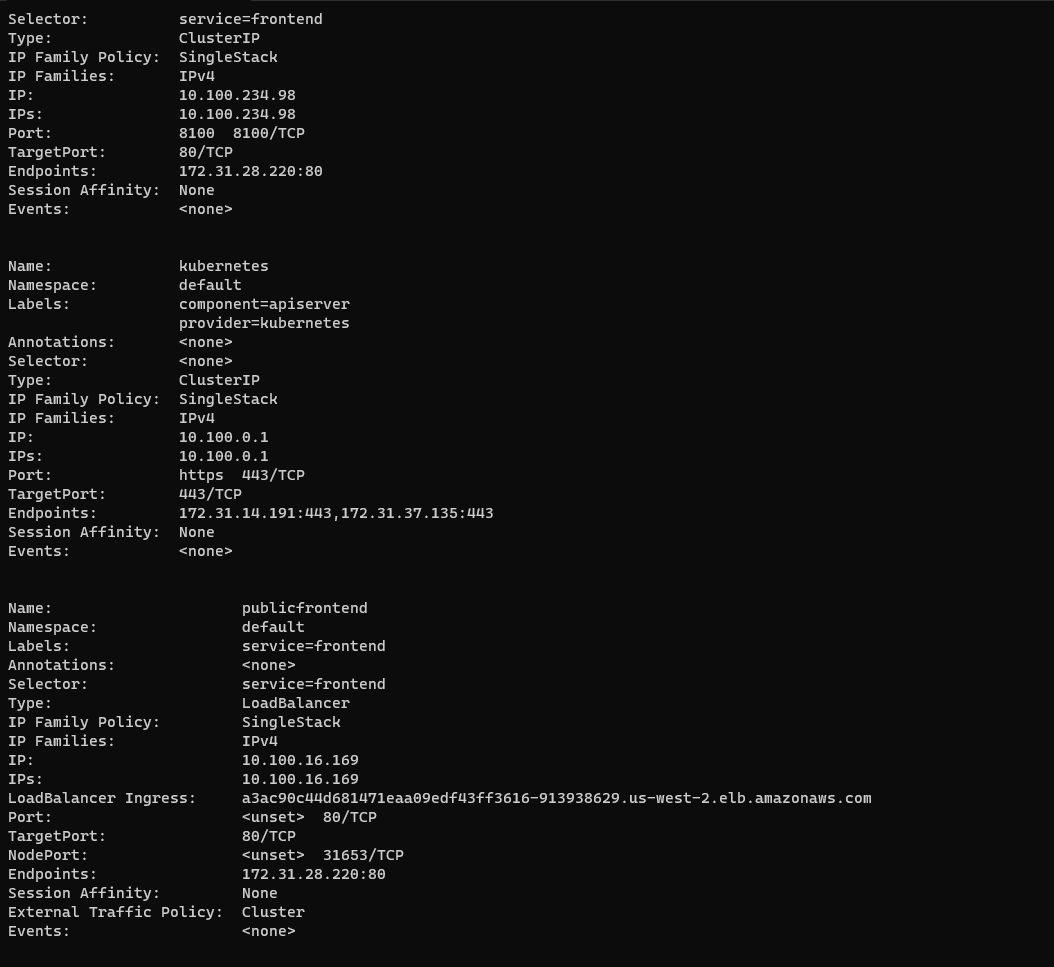 Selector:          service=frontend
Type:              ClusterIP
IP Family Policy:  SingleStack
IP Families:       IPv4
IP:                10.100.234.98
IPs:               10.100.234.98
Port:              8100  8100/TCP
TargetPort:        80/TCP
Endpoints:         172.31.28.220:80
Session Affinity:  None
Events:            <none>
Name:              kubernetes
Namespace:         default
Labels:            component=apiserver
                   provider=kubernetes
Annotations:       <none>
Selector:          <none>
Type:              ClusterIP
IP Family Policy:  SingleStack
IP Families:       IPv4
IP:                10.100.0.1
IPs:               10.100.0.1
Port:              https  443/TCP
TargetPort:        443/TCP
Endpoints:         172.31.14.191:443,172.31.37.135:443
Session Affinity:  None
Events:            <none>
Name:                     publicfrontend
Namespace:                default
Labels:                   service=frontend
Annotations:              <none>
Selector:                 service=frontend
Type:                     LoadBalancer
IP Family Policy:         SingleStack
IP Families:              IPv4
IP:                       10.100.16.169
IPs:                      10.100.16.169
LoadBalancer Ingress:     a3ac90c44d681471eaa09edf43ff3616-913938629.us-west-2.elb.amazonaws.com
Port:                     <unset>  80/TCP
TargetPort:               80/TCP
NodePort:                 <unset>  31653/TCP
Endpoints:                172.31.28.220:80
Session Affinity:         None
External Traffic Policy:  Cluster
Events:                   <none>